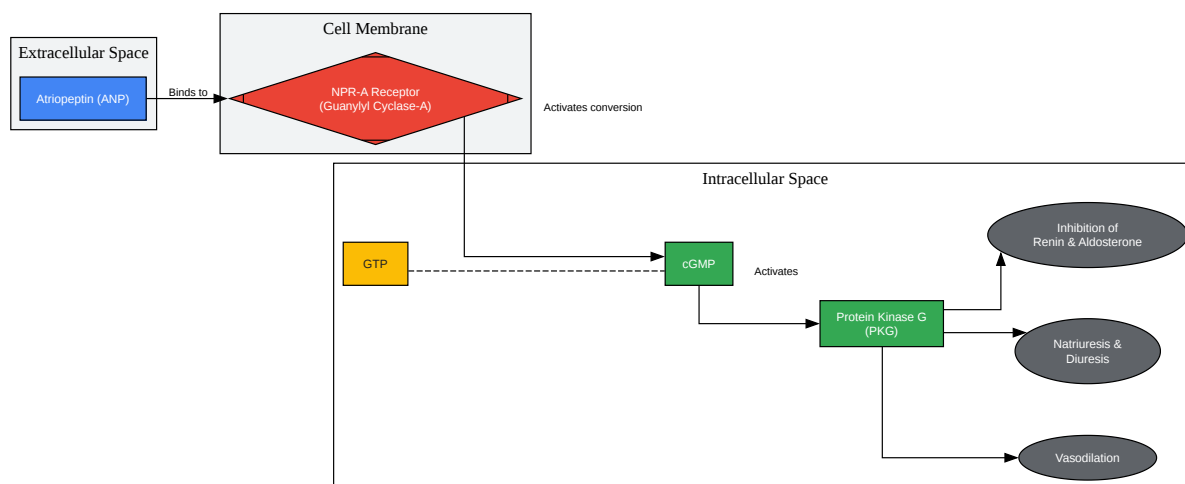 Cell Membrane
Extracellular Space
Atriopeptin (ANP)
Binds to
NPR-A Receptor
(Guanylyl Cyclase-A)
Activates conversion
Intracellular Space
Inhibition of
Renin & Aldosterone
GTP
cGMP
Activates
Protein Kinase G
(PKG)
Natriuresis &
Diuresis
Vasodilation